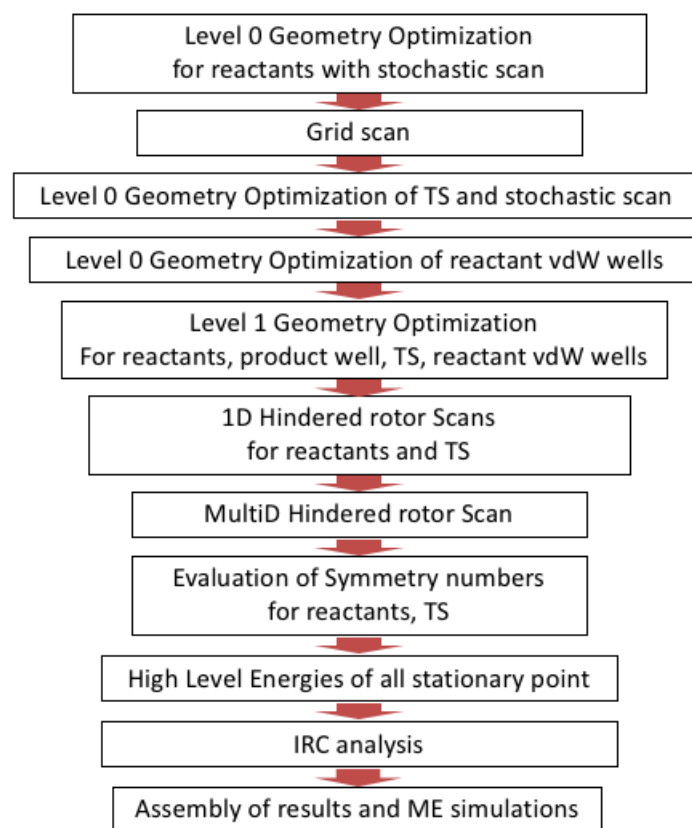 Level 0 Geometry Optimization
for reactants with stochastic scan
Grid scan
Level 0 Geometry Optimization of TS and stochastic scan
Level 0 Geometry Optimization of reactant vdW wells
Level 1 Geometry Optimization
For reactants, product well, TS, reactant vdW wells
1D Hindered rotor Scans
for reactants and TS
MultiD Hindered rotor Scan
Evaluation of Symmetry numbers
for reactants, TS
High Level Energies of all stationary point
IRC analysis
Assembly of results and ME simulations